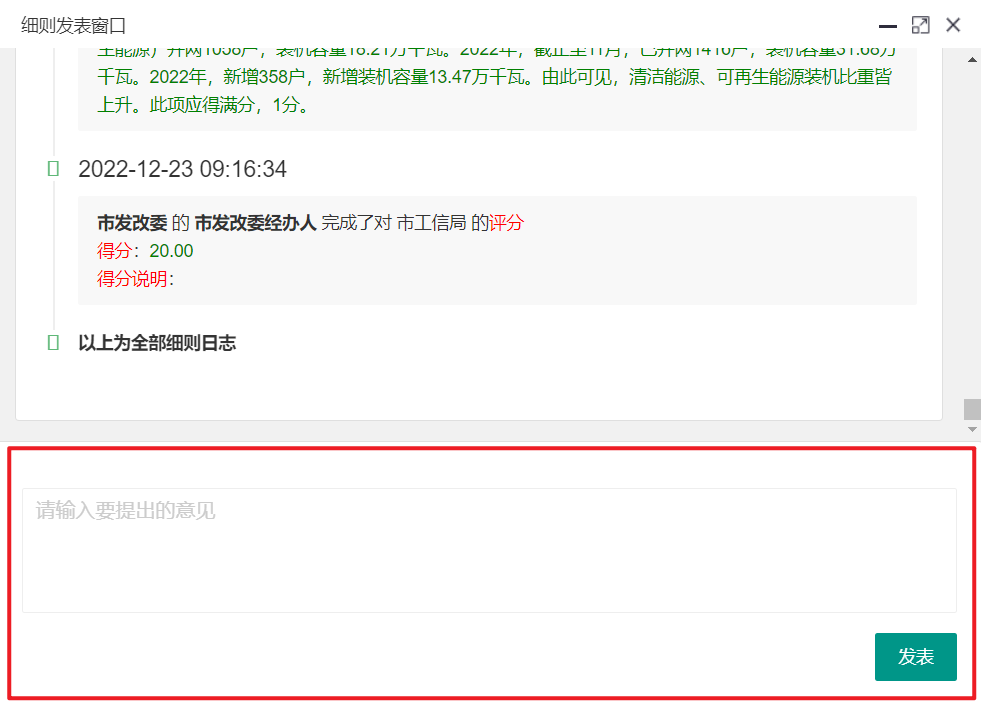 细则发表窗口
生能源）并网1058户，装机容量18.21万千瓦。2022年，截止至11月，已并网1416户，装机容量31.68万
千瓦。2022年，新增358户，新增装机容量13.47万千瓦。由此可见，清洁能源、可再生能源装机比重皆
上升。此项应得满分，1分。
2022-12-23 09:16:34
市发改委 的 市发改委经办人 完成了对 市工信局 的评分
得分：20.00
得分说明：
以上为全部细则日志
请输入要提出的意见
发表